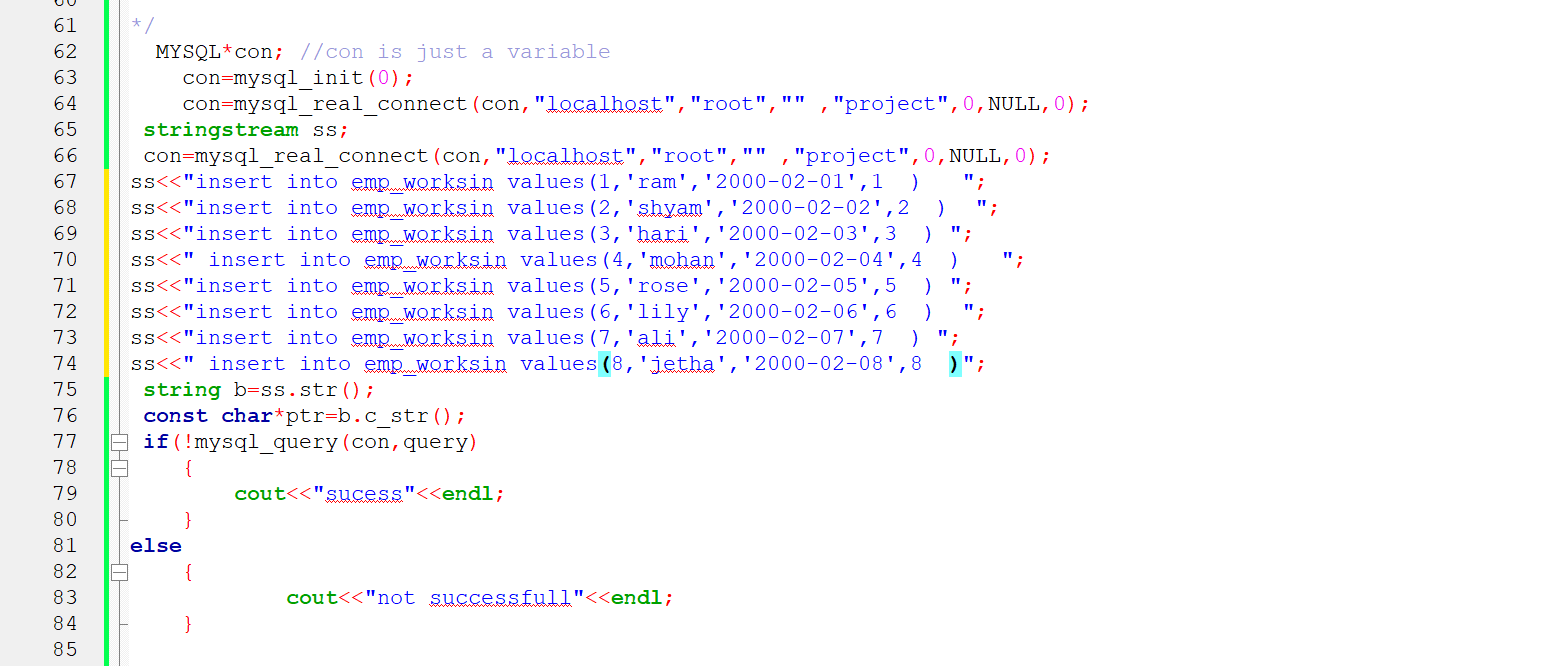 60
61 */
62 MYSQL*con; //con is just a variable
63 con=mysql_init(0);
64 con=mysql_real_connect(con,"localhost","root","" ,"project",0,NULL,0);
65 stringstream ss;
66 con=mysql_real_connect(con,"localhost","root","" ,"project",0,NULL,0);
67 ss<<"insert into emp_worksin values(1,'ram','2000-02-01',1  )   ";
68 ss<<"insert into emp_worksin values(2,'shyam','2000-02-02',2  )  ";
69 ss<<"insert into emp_worksin values(3,'hari','2000-02-03',3  ) ";
70 ss<<" insert into emp_worksin values(4,'mohan','2000-02-04',4  )   ";
71 ss<<"insert into emp_worksin values(5,'rose','2000-02-05',5  ) ";
72 ss<<"insert into emp_worksin values(6,'lily','2000-02-06',6  )  ";
73 ss<<"insert into emp_worksin values(7,'ali','2000-02-07',7  ) ";
74 ss<<" insert into emp_worksin values(8,'jetha','2000-02-08',8  )";
75 string b=ss.str();
76 const char*ptr=b.c_str();
77 if(!mysql_query(con,query)
78 {
79 cout<<"sucess"<<endl;
80 }
81 else
82 {
83 cout<<"not successfull"<<endl;
84 }
85